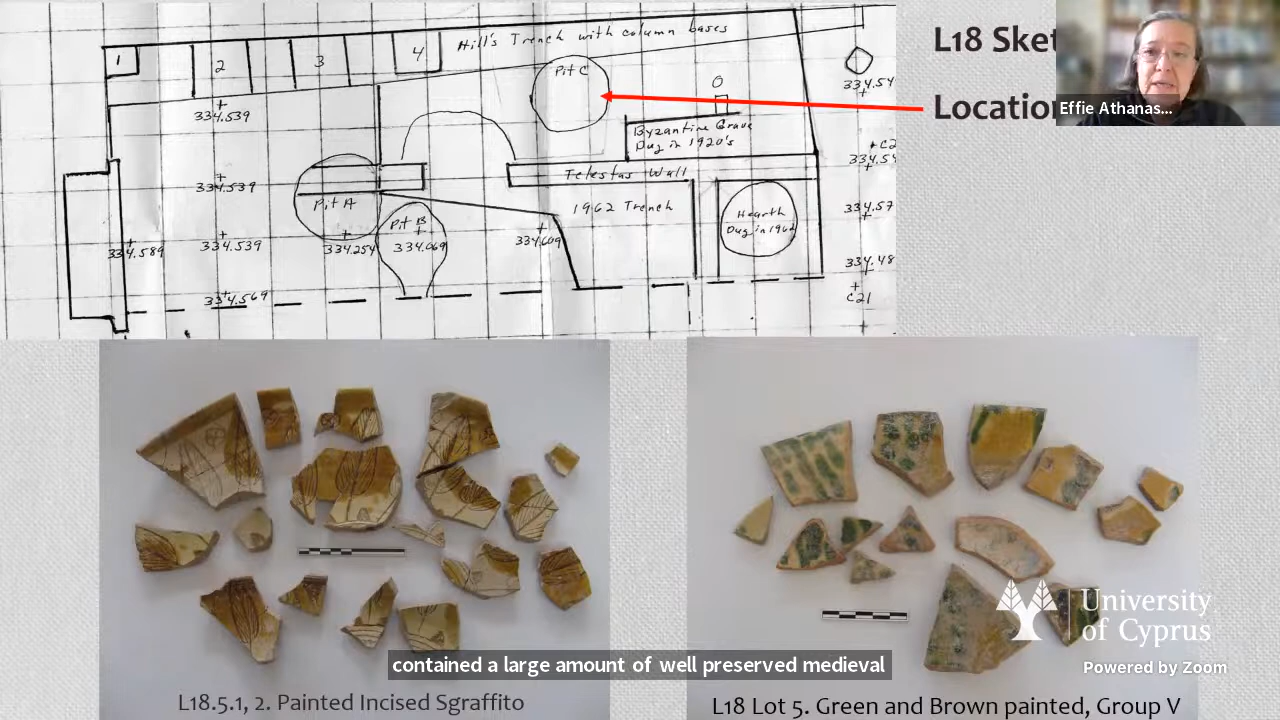 L18 Sket
Location
Effie Athanas...
Hill's Trench with column bases
1
2
3
4
Pit C
334.54
334.539
Byzantine Grave
Dug in 1920's
C2
334.539
Telestas Wall
Pit A
1962 Trench
334.57
Pit B
Hearth
Dug in 1962
334.589
334.539
334.254
334.069
334.609
334.48
334.569
C21
University
of Cyprus
contained a large amount of well preserved medieval
Powered by Zoom
L18.5.1, 2. Painted Incised Sgraffito
L18 Lot 5. Green and Brown painted, Group V